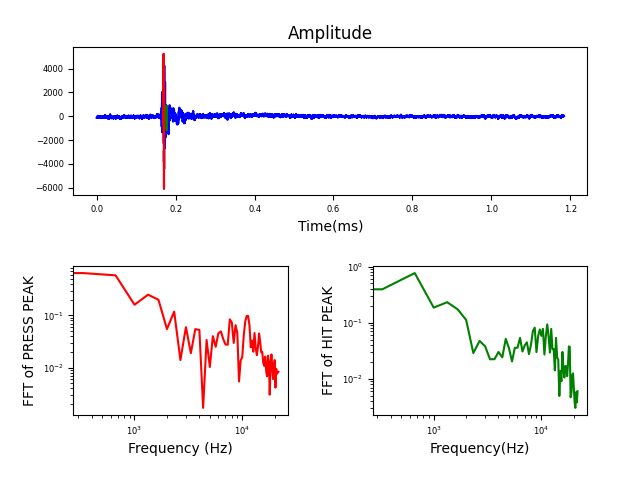 Amplitude
4000
2000
0
−2000
−4000
−6000
0.0 0.2 0.4 0.6 0.8 1.0 1.2
Time(ms)
FFT of PRESS PEAK
10⁻¹
10⁻²
10³ 10⁴
Frequency (Hz)
FFT of HIT PEAK
10⁰
10⁻¹
10⁻²
10³ 10⁴
Frequency(Hz)